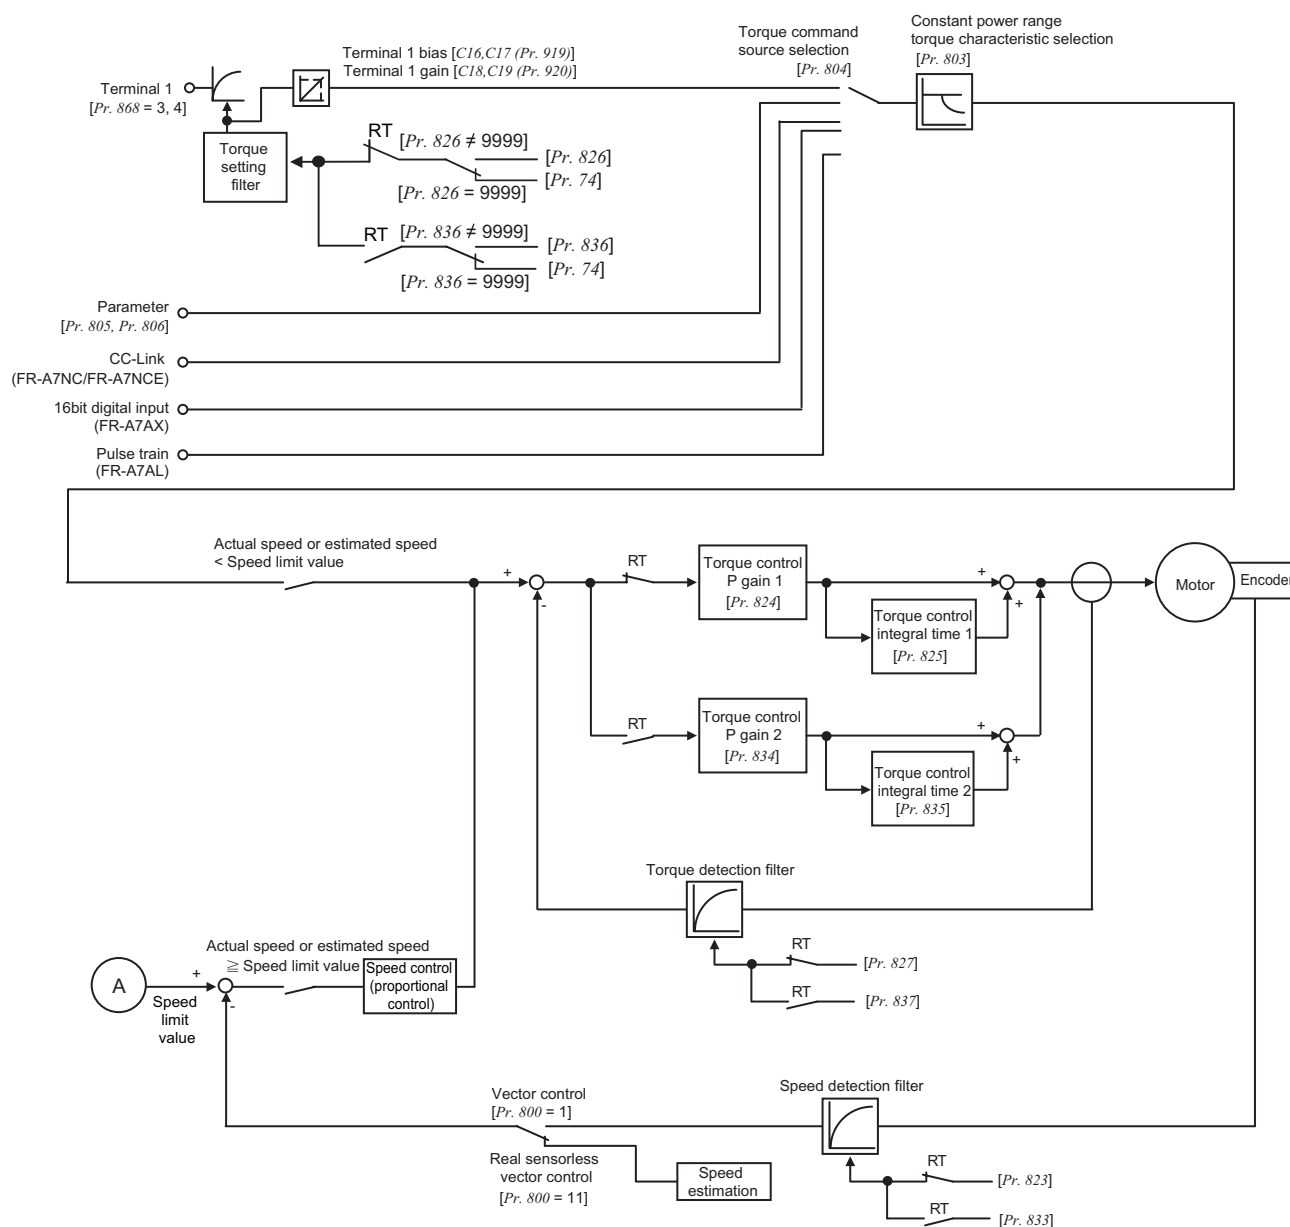 Torque command
source selection
[Pr. 804]
Constant power range
torque characteristic selection
[Pr. 803]
Terminal 1 bias [C16,C17 (Pr. 919)]
Terminal 1 gain [C18,C19 (Pr. 920)]
Terminal 1
[Pr. 868 = 3, 4]
Torque
setting
filter
RT
[Pr. 826 ≠ 9999]
[Pr. 826]
[Pr. 74]
[Pr. 826 = 9999]
RT
[Pr. 836 ≠ 9999]
[Pr. 836]
[Pr. 74]
[Pr. 836 = 9999]
Parameter
[Pr. 805, Pr. 806]
CC-Link
(FR-A7NC/FR-A7NCE)
16bit digital input
(FR-A7AX)
Pulse train
(FR-A7AL)
Actual speed or estimated speed
< Speed limit value
+
-
RT
Torque control
P gain 1
[Pr. 824]
+
+
Torque control
integral time 1
[Pr. 825]
Motor
Encoder
RT
Torque control
P gain 2
[Pr. 834]
+
+
Torque control
integral time 2
[Pr. 835]
Torque detection filter
RT
[Pr. 827]
RT
[Pr. 837]
Actual speed or estimated speed
≧ Speed limit value
A
+
-
Speed
limit
value
Speed control
(proportional
control)
Vector control
[Pr. 800 = 1]
Real sensorless
vector control
[Pr. 800 = 11]
Speed
estimation
Speed detection filter
RT
[Pr. 823]
RT
[Pr. 833]